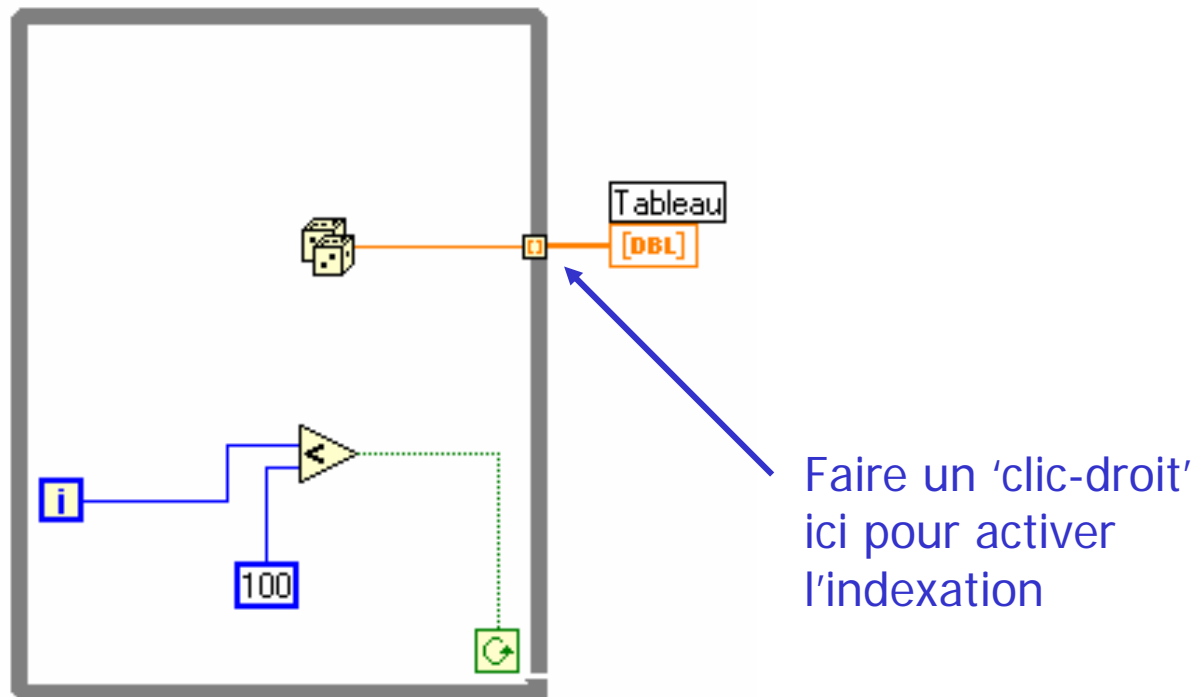 Tableau
[DBL]
<
i
100
Faire un ‘clic-droit’
ici pour activer
l’indexation